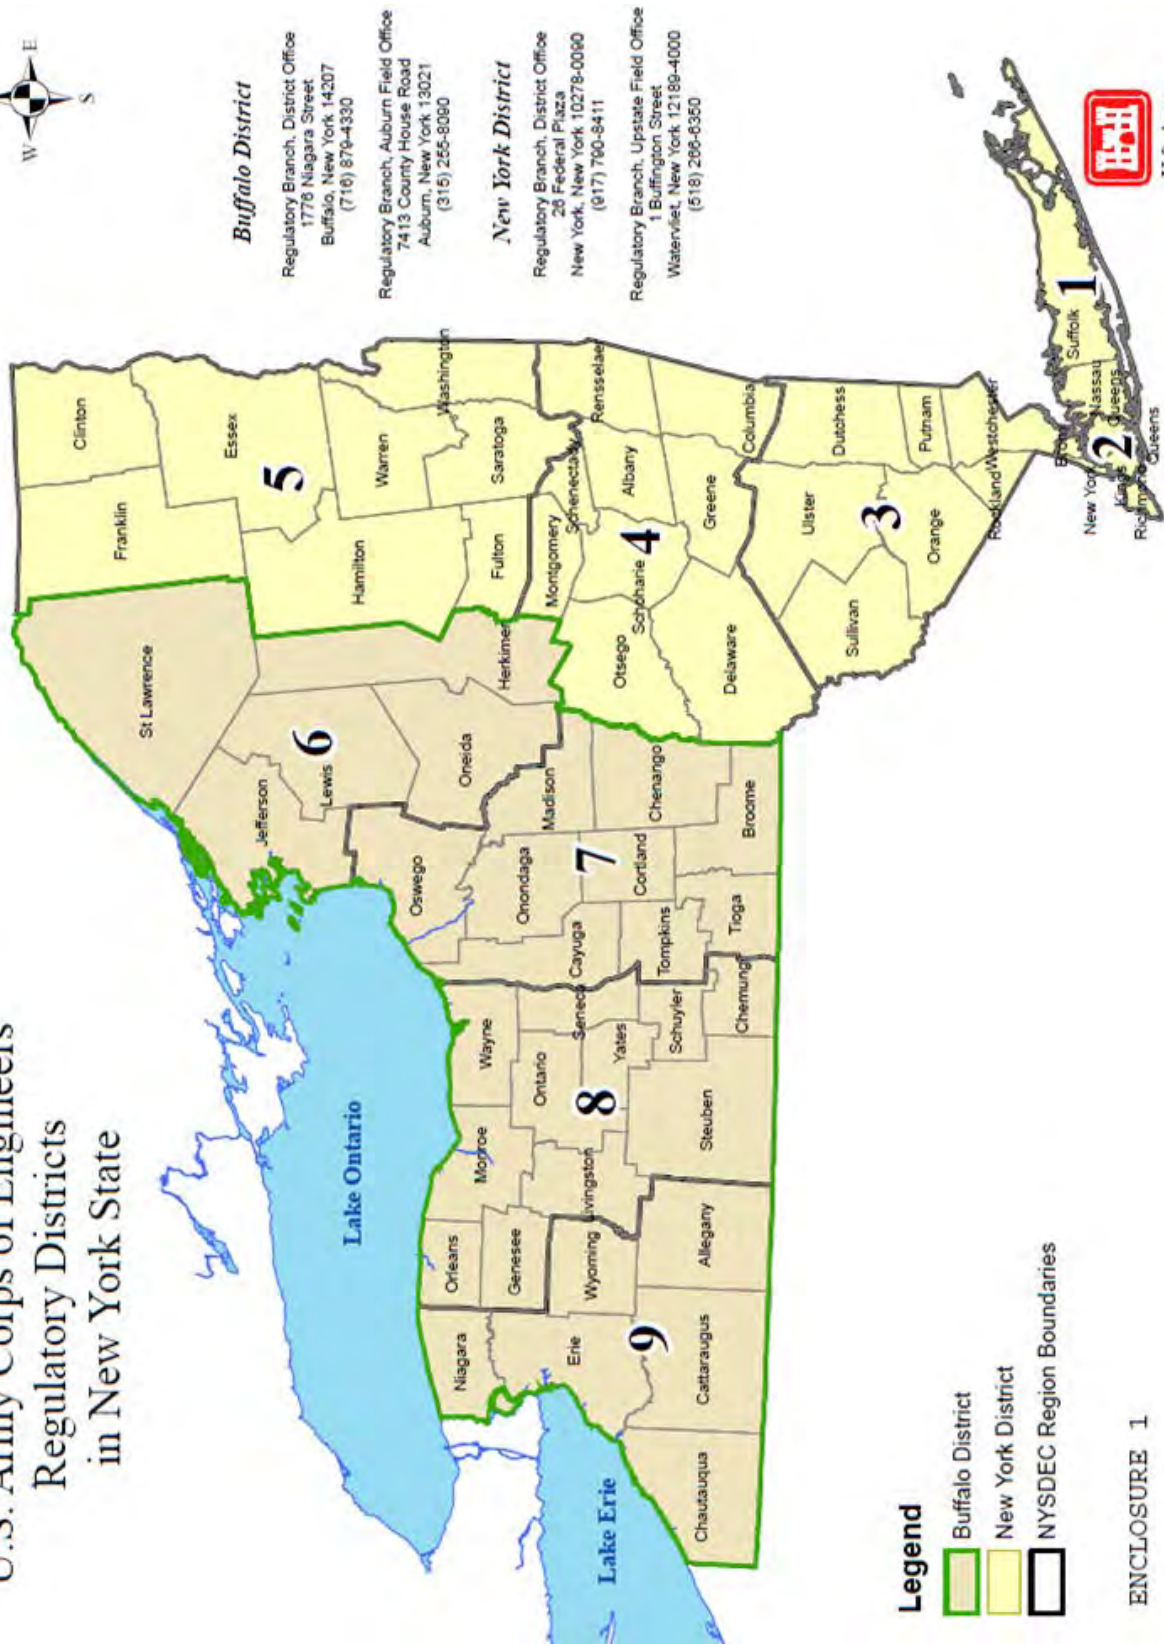 U.S. Army Corps of Engineers
Regulatory Districts
in New York State
W
E
S
Buffalo District
Regulatory Branch, District Office
1776 Niagara Street
Buffalo, New York 14207
(716) 879-4330
Regulatory Branch, Auburn Field Office
7413 County House Road
Auburn, New York 13021
(315) 255-8090
New York District
Regulatory Branch, District Office
26 Federal Plaza
New York, New York 10278-0090
(917) 790-8411
Regulatory Branch, Upstate Field Office
1 Buffington Street
Watervliet, New York 12189-4000
(518) 266-6350
Clinton
Franklin
St Lawrence
Essex
5
Hamilton
Warren
Washington
Jefferson
Lewis
6
Lake Ontario
Oswego
Oneida
Herkimer
Fulton
Saratoga
Niagara
Orleans
Monroe
Wayne
Genesee
Ontario
Seneca
Cayuga
Onondaga
Madison
Montgomery
Schenectady
Rensselaer
Erie
Wyoming
Livingston
8
Yates
7
Cortland
Chenango
Otsego
Schoharie
4
Albany
Lake Erie
9
Schuyler
Tompkins
Chautauqua
Cattaraugus
Allegany
Steuben
Chemung
Tioga
Broome
Delaware
Greene
Columbia
Ulster
Dutchess
Sullivan
3
Orange
Putnam
Rockland
Westchester
Bronx
New York
Nassau
Suffolk
1
2
Queens
Kings
Queens
Richmond
Legend
Buffalo District
New York District
NYSDEC Region Boundaries
ENCLOSURE 1